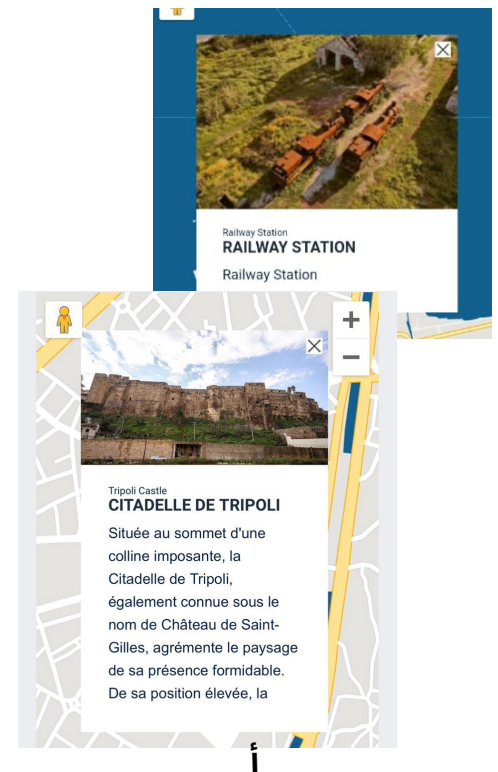 Railway Station
RAILWAY STATION
Railway Station
Tripoli Castle
CITADELLE DE TRIPOLI
Située au sommet d'une
colline imposante, la
Citadelle de Tripoli,
également connue sous le
nom de Château de Saint-
Gilles, agrémente le paysage
de sa présence formidable.
De sa position élevée, la
أ